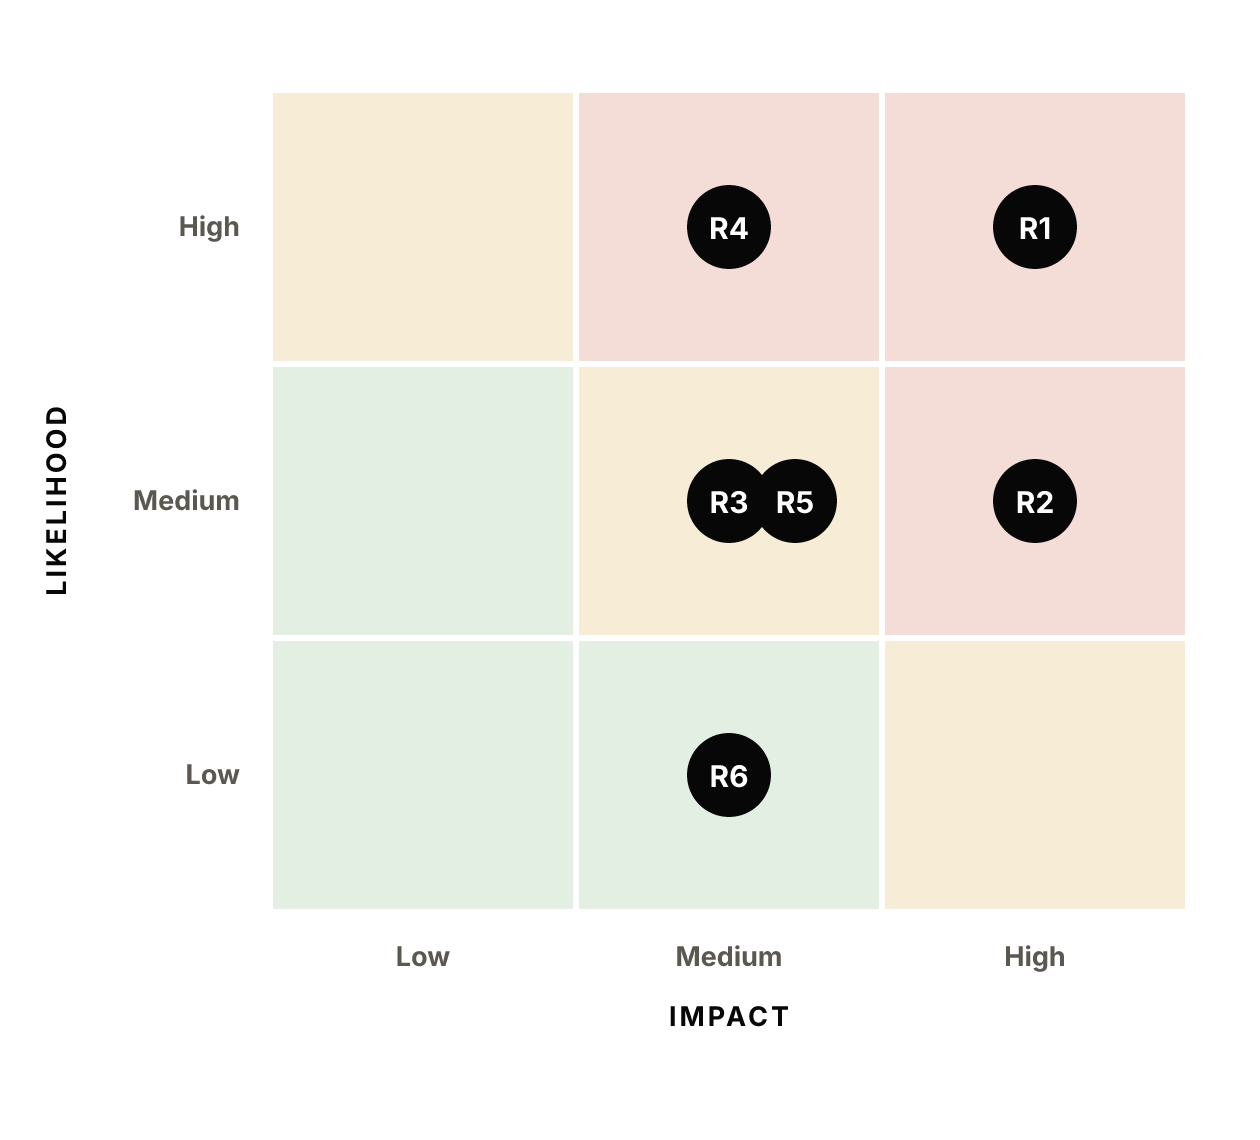 High
R4
R1
LIKELIHOOD
Medium
R3
R5
R2
Low
R6
Low
Medium
High
IMPACT